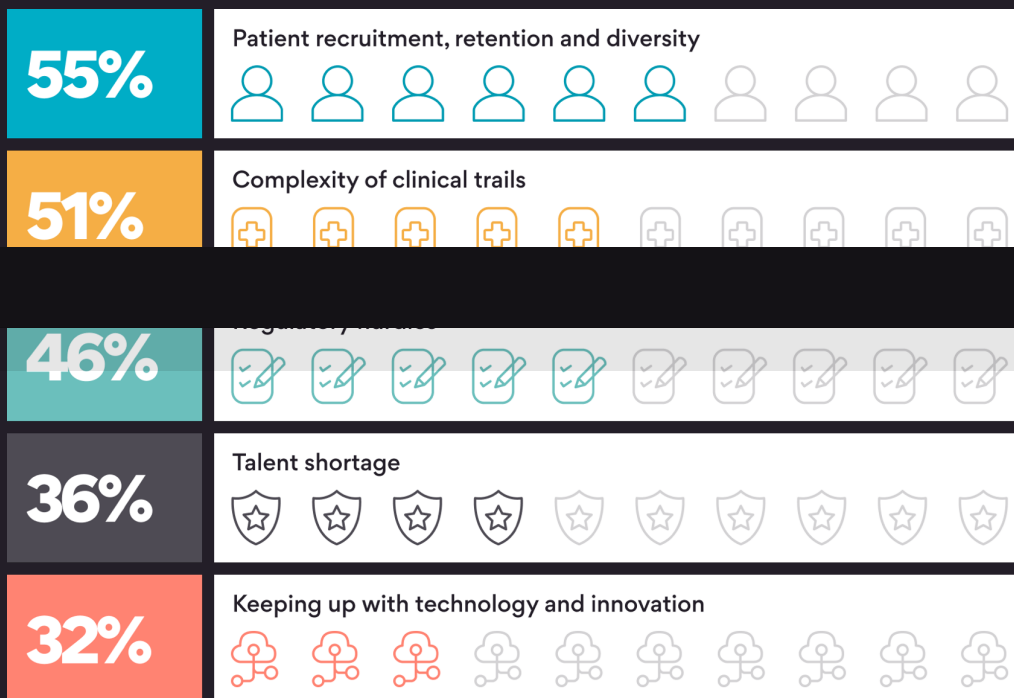 55%
Patient recruitment, retention and diversity
51%
Complexity of clinical trails
46%
36%
Talent shortage
32%
Keeping up with technology and innovation